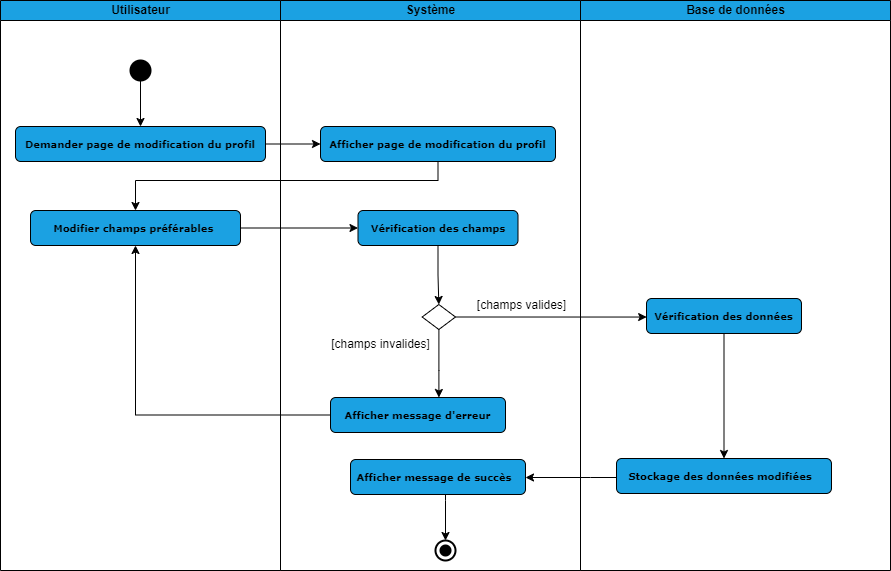 Utilisateur
Système
Base de données
Demander page de modification du profil
Afficher page de modification du profil
Modifier champs préférables
Vérification des champs
[champs valides]
Vérification des données
[champs invalides]
Afficher message d'erreur
Afficher message de succès
Stockage des données modifiées